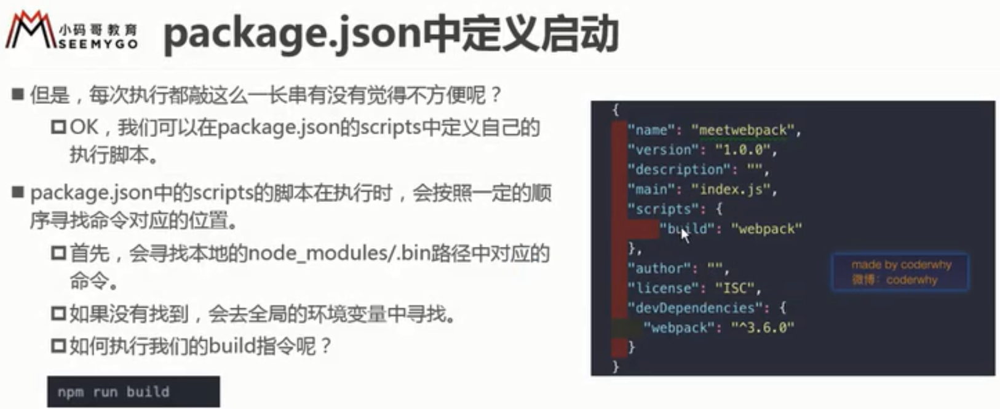 小码哥教育
SEEMYGO
package.json中定义启动
但是，每次执行都敲这么一长串有没有觉得不方便呢？
OK，我们可以在package.json的scripts中定义自己的
执行脚本。
package.json中的scripts的脚本在执行时，会按照一定的顺
序寻找命令对应的位置。
首先，会寻找本地的node_modules/.bin路径中对应的
命令。
如果没有找到，会去全局的环境变量中寻找。
如何执行我们的build指令呢？
npm run build
{
"name": "meetwebpack",
"version": "1.0.0",
"description": "",
"main": "index.js",
"scripts": {
"build": "webpack"
},
"author": "",
"license": "ISC",
"devDependencies": {
"webpack": "^3.6.0"
}
}
made by coderwhy
微博：coderwhy